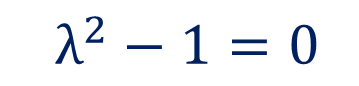 λ² − 1 = 0